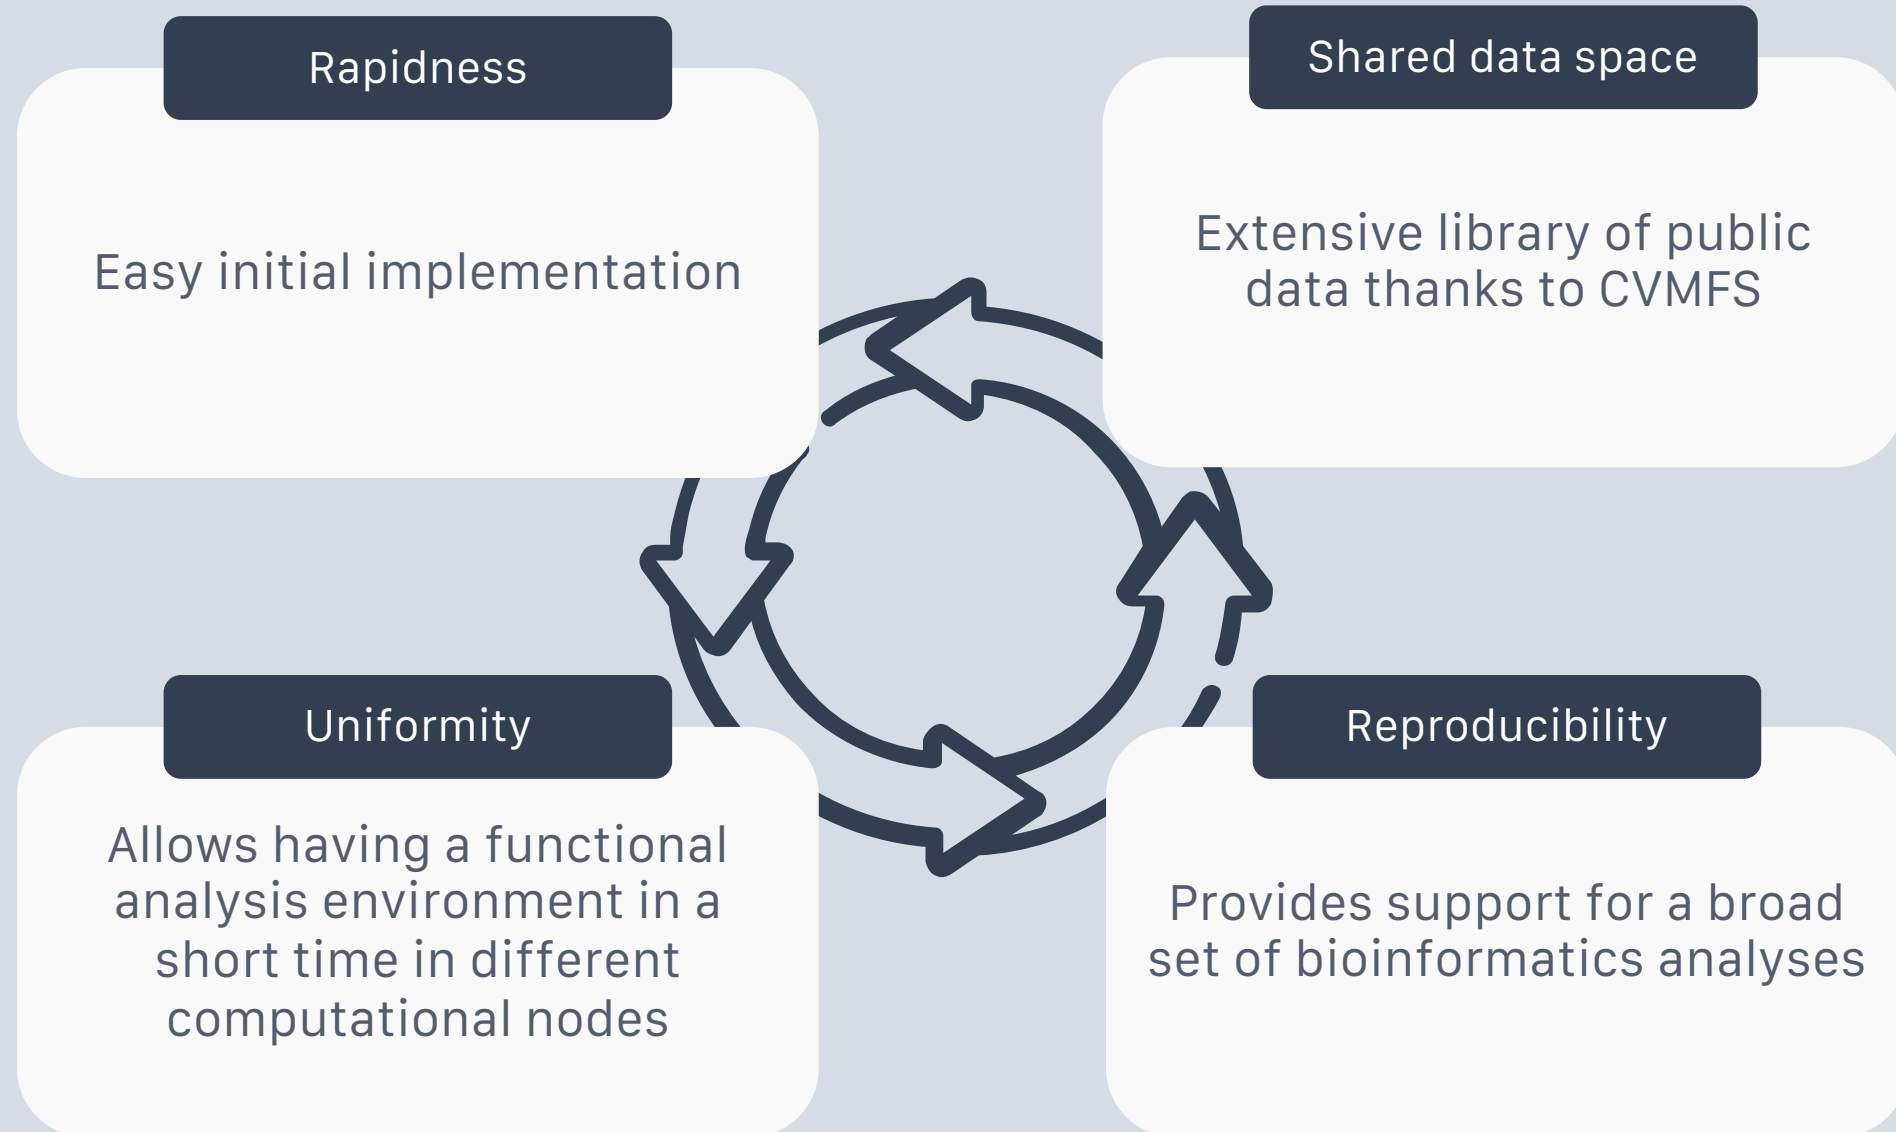 Rapidness
Easy initial implementation
Shared data space
Extensive library of public
data thanks to CVMFS
Uniformity
Allows having a functional
analysis environment in a
short time in different
computational nodes
Reproducibility
Provides support for a broad
set of bioinformatics analyses